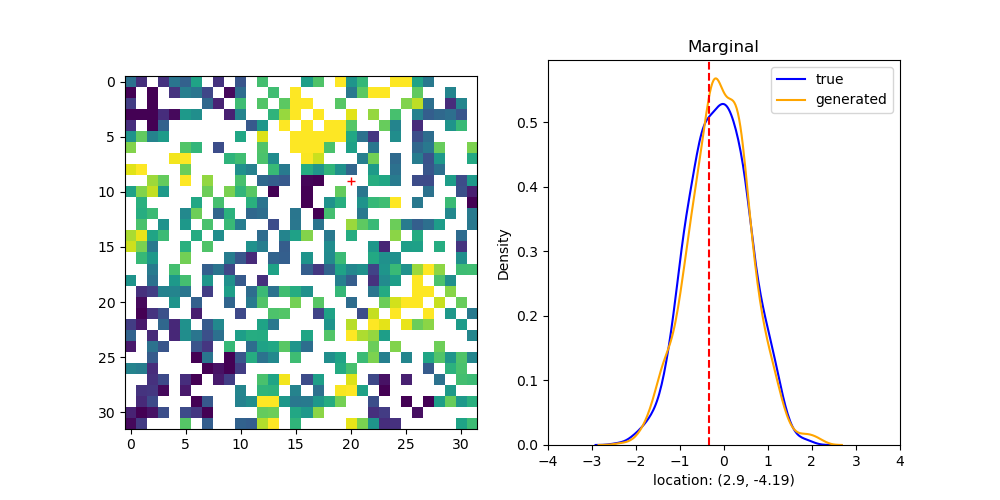 0
5
10
15
20
25
30
0 5 10 15 20 25 30
Marginal
true
generated
Density
0.5
0.4
0.3
0.2
0.1
0.0
−4 −3 −2 −1 0 1 2 3 4
location: (2.9, -4.19)